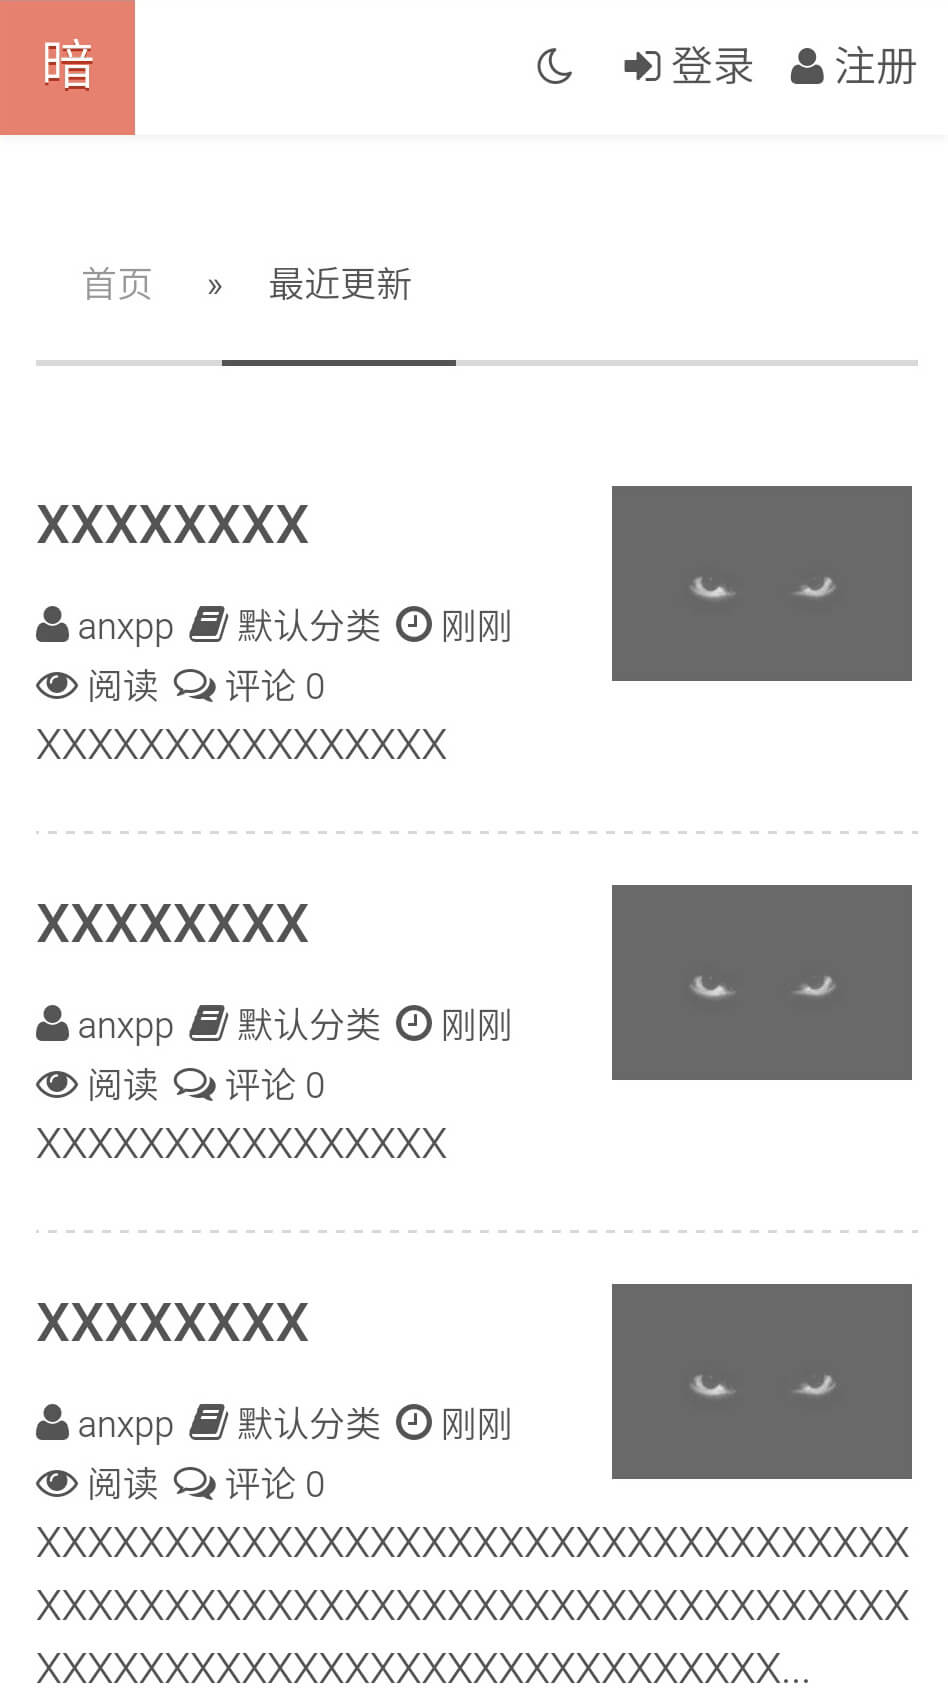 暗 登录 注册
首页 » 最近更新
XXXXXXXX
anxpp 默认分类 刚刚
阅读 评论 0
XXXXXXXXXXXXXXXX
XXXXXXXX
anxpp 默认分类 刚刚
阅读 评论 0
XXXXXXXXXXXXXXXX
XXXXXXXX
anxpp 默认分类 刚刚
阅读 评论 0
XXXXXXXXXXXXXXXXXXXXXXXXXXXXXXXXXX
XXXXXXXXXXXXXXXXXXXXXXXXXXXXXXXXXX
XXXXXXXXXXXXXXXXXXXXXXXXXXXXX...